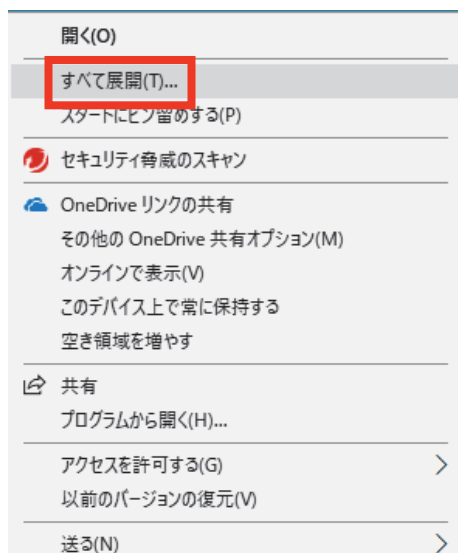 開く(O)
すべて展開(T)...
スタートにピン留めする(P)
セキュリティ脅威のスキャン
OneDrive リンクの共有
その他の OneDrive 共有オプション(M)
オンラインで表示(V)
このデバイス上で常に保持する
空き領域を増やす
共有
プログラムから開く(H)...
アクセスを許可する(G)
以前のバージョンの復元(V)
送る(N)